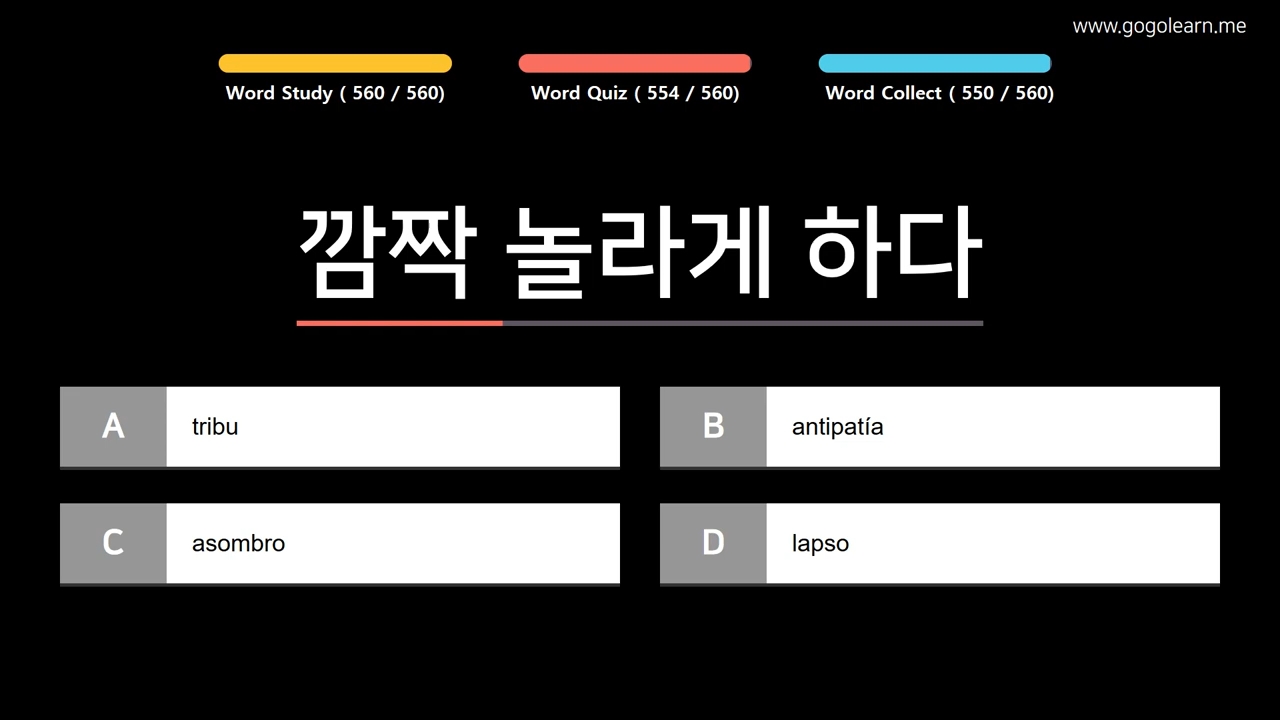 www.gogolearn.me
Word Study ( 560 / 560)
Word Quiz ( 554 / 560)
Word Collect ( 550 / 560)
깜짝 놀라게 하다
A tribu
B antipatía
C asombro
D lapso